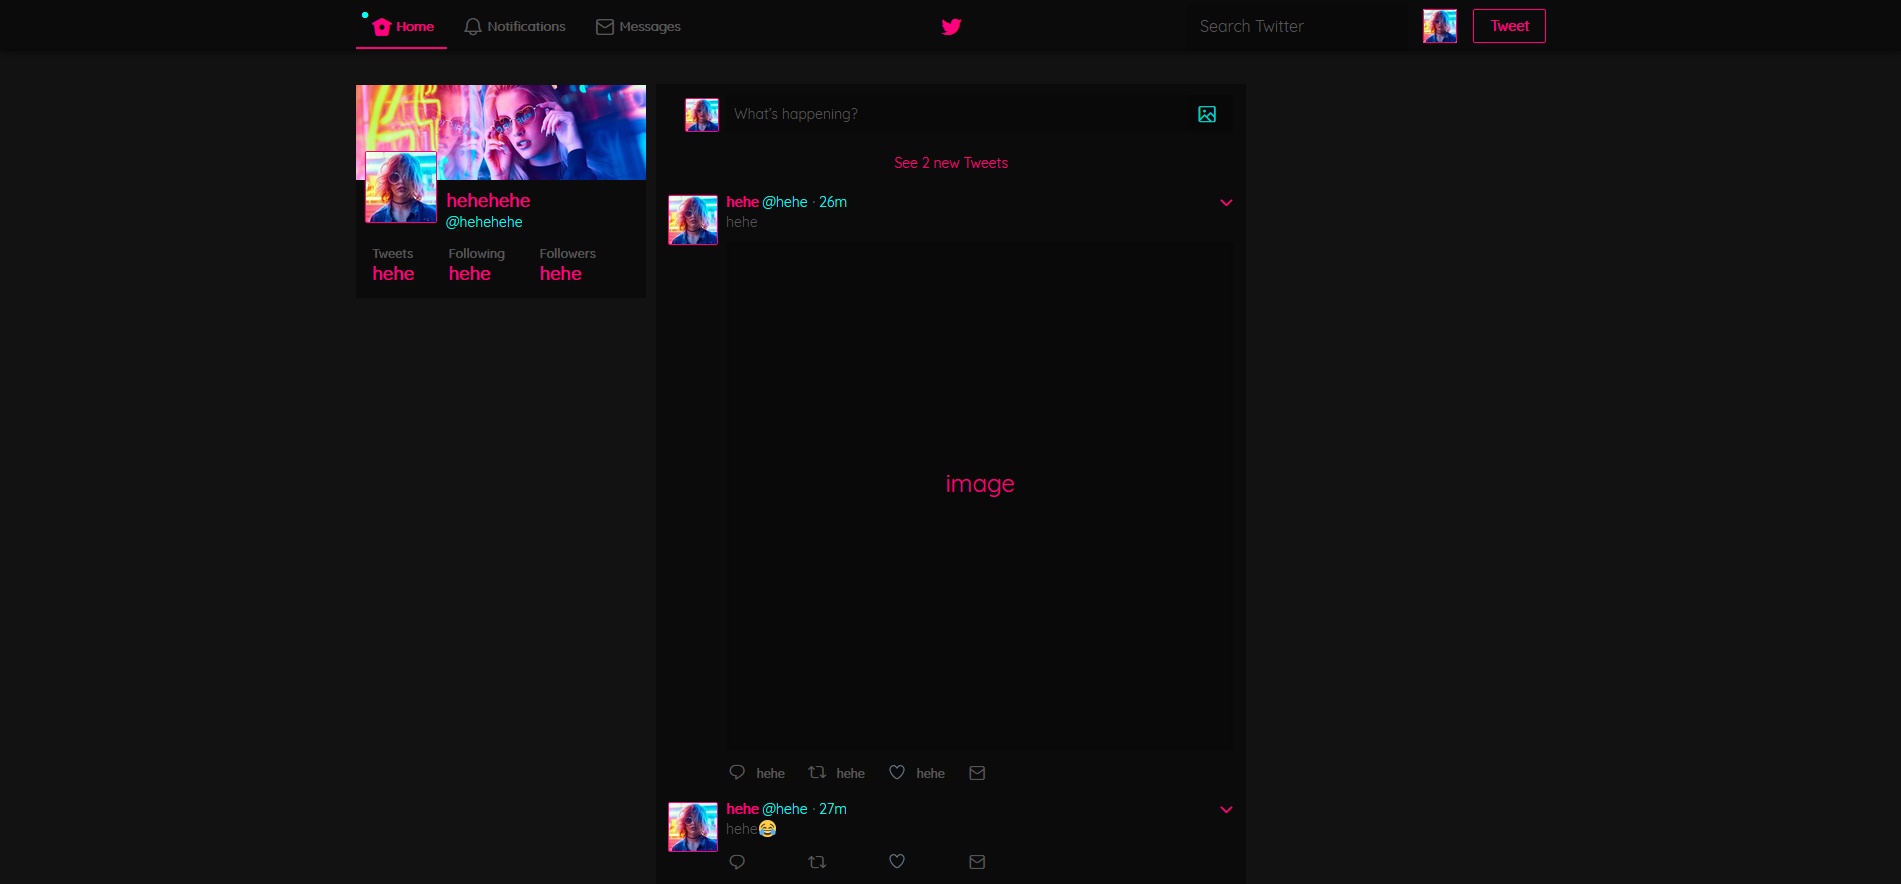 Home Notifications Messages Search Twitter Tweet
What's happening?
See 2 new Tweets
hehehehe
@hehehehe
Tweets Following Followers
hehe hehe hehe
hehe @hehe · 26m
hehe
image
hehe hehe hehe
hehe @hehe · 27m
hehe😂